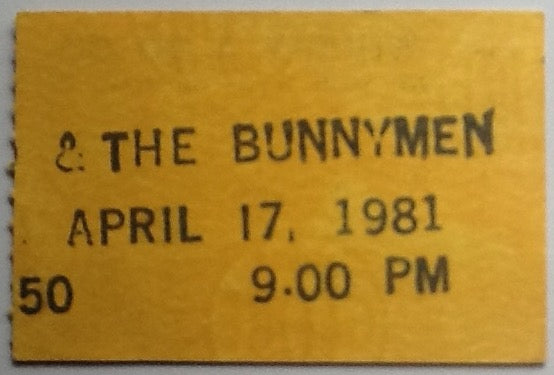 & THE BUNNYMEN
APRIL 17, 1981
50 9.00 PM